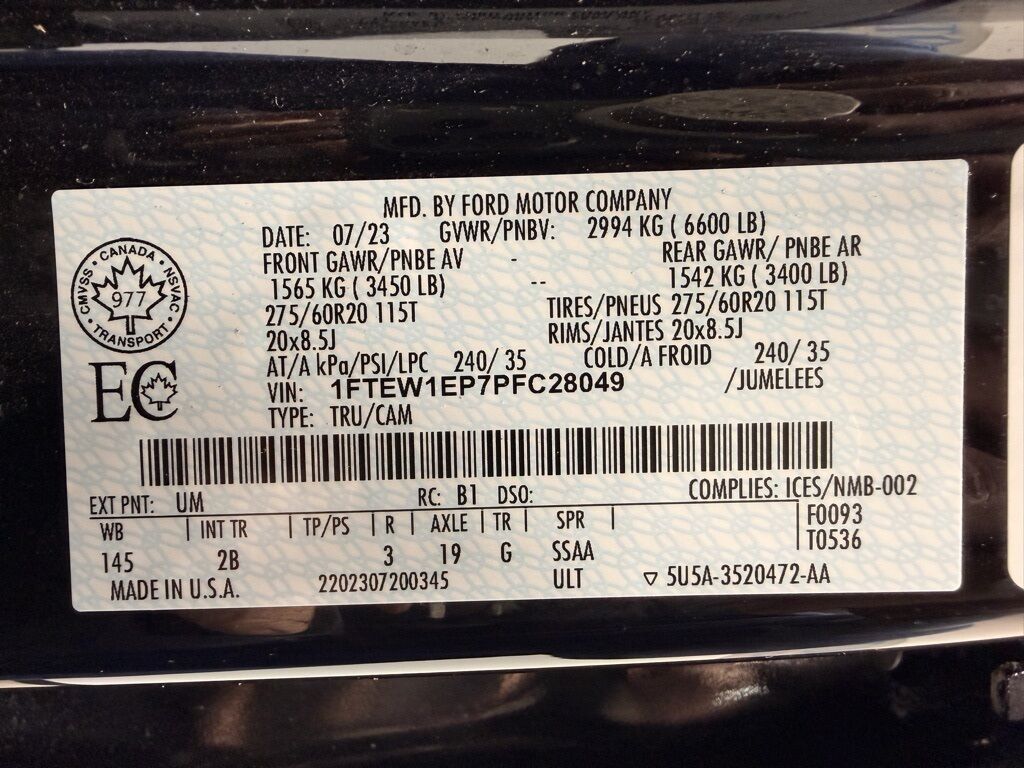 MFD. BY FORD MOTOR COMPANY
DATE: 07/23 GVWR/PNBV: 2994 KG ( 6600 LB)
FRONT GAWR/PNBE AV - REAR GAWR/ PNBE AR
1565 KG ( 3450 LB) -- 1542 KG ( 3400 LB)
275/60R20 115T TIRES/PNEUS 275/60R20 115T
20x8.5J RIMS/JANTES 20x8.5J
AT/A kPa/PSI/LPC 240/ 35 COLD/A FROID 240/ 35
VIN: 1FTEW1EP7PFC28049 /JUMELEES
TYPE: TRU/CAM
CANADA
CMVSS NSVAC
977
TRANSPORT
EC
EXT PNT: UM RC: B1 DSO: COMPLIES: ICES/NMB-002
WB INT TR TP/PS R AXLE TR SPR F0093
145 2B 3 19 G SSAA T0536
MADE IN U.S.A. 2202307200345 ULT ▽ 5U5A-3520472-AA